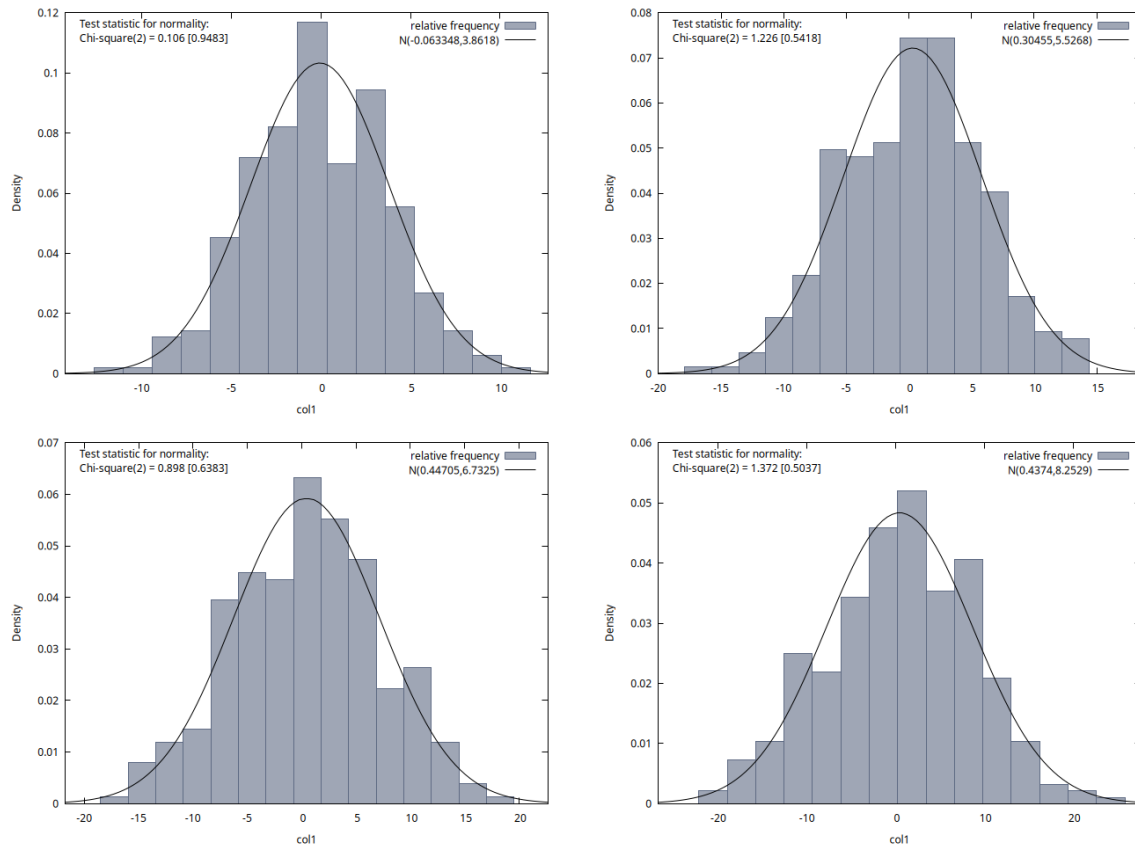 Test statistic for normality:
Chi-square(2) = 0.106 [0.9483]
relative frequency
N(-0.063348,3.8618)
0.12
0.1
0.08
0.06
0.04
0.02
0
Density
-10
-5
0
5
10
col1
Test statistic for normality:
Chi-square(2) = 1.226 [0.5418]
relative frequency
N(0.30455,5.5268)
0.08
0.07
0.06
0.05
0.04
0.03
0.02
0.01
0
Density
-20
-15
-10
-5
0
5
10
15
col1
Test statistic for normality:
Chi-square(2) = 0.898 [0.6383]
relative frequency
N(0.44705,6.7325)
0.07
0.06
0.05
0.04
0.03
0.02
0.01
0
Density
-20
-15
-10
-5
0
5
10
15
20
col1
Test statistic for normality:
Chi-square(2) = 1.372 [0.5037]
relative frequency
N(0.4374,8.2529)
0.06
0.05
0.04
0.03
0.02
0.01
0
Density
-20
-10
0
10
20
col1